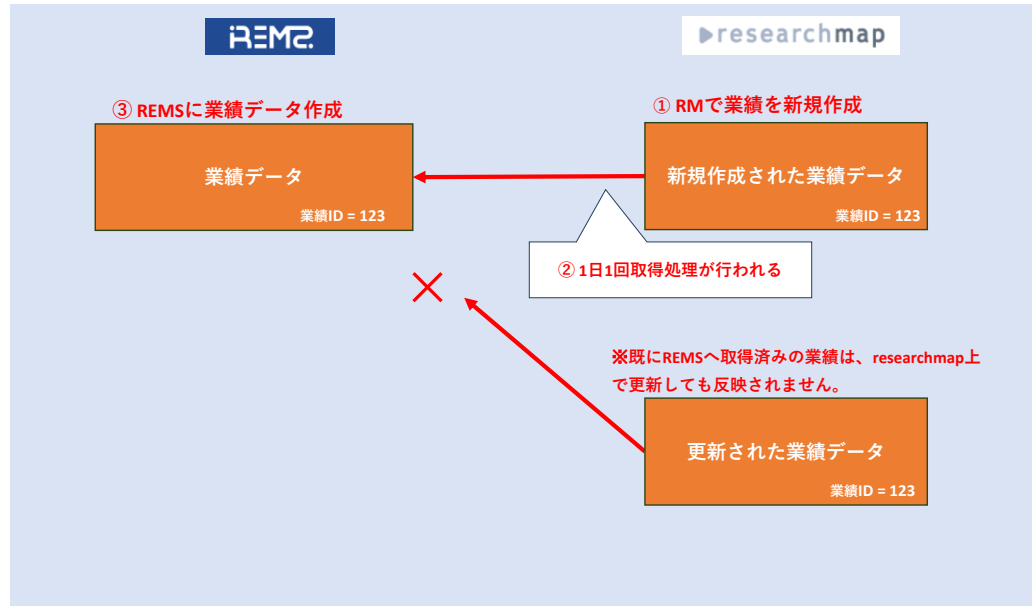 REMS
researchmap
③ REMSに業績データ作成
① RMで業績を新規作成
業績データ
業績ID = 123
新規作成された業績データ
業績ID = 123
② 1日1回取得処理が行われる
※既にREMSへ取得済みの業績は、researchmap上
で更新しても反映されません。
更新された業績データ
業績ID = 123